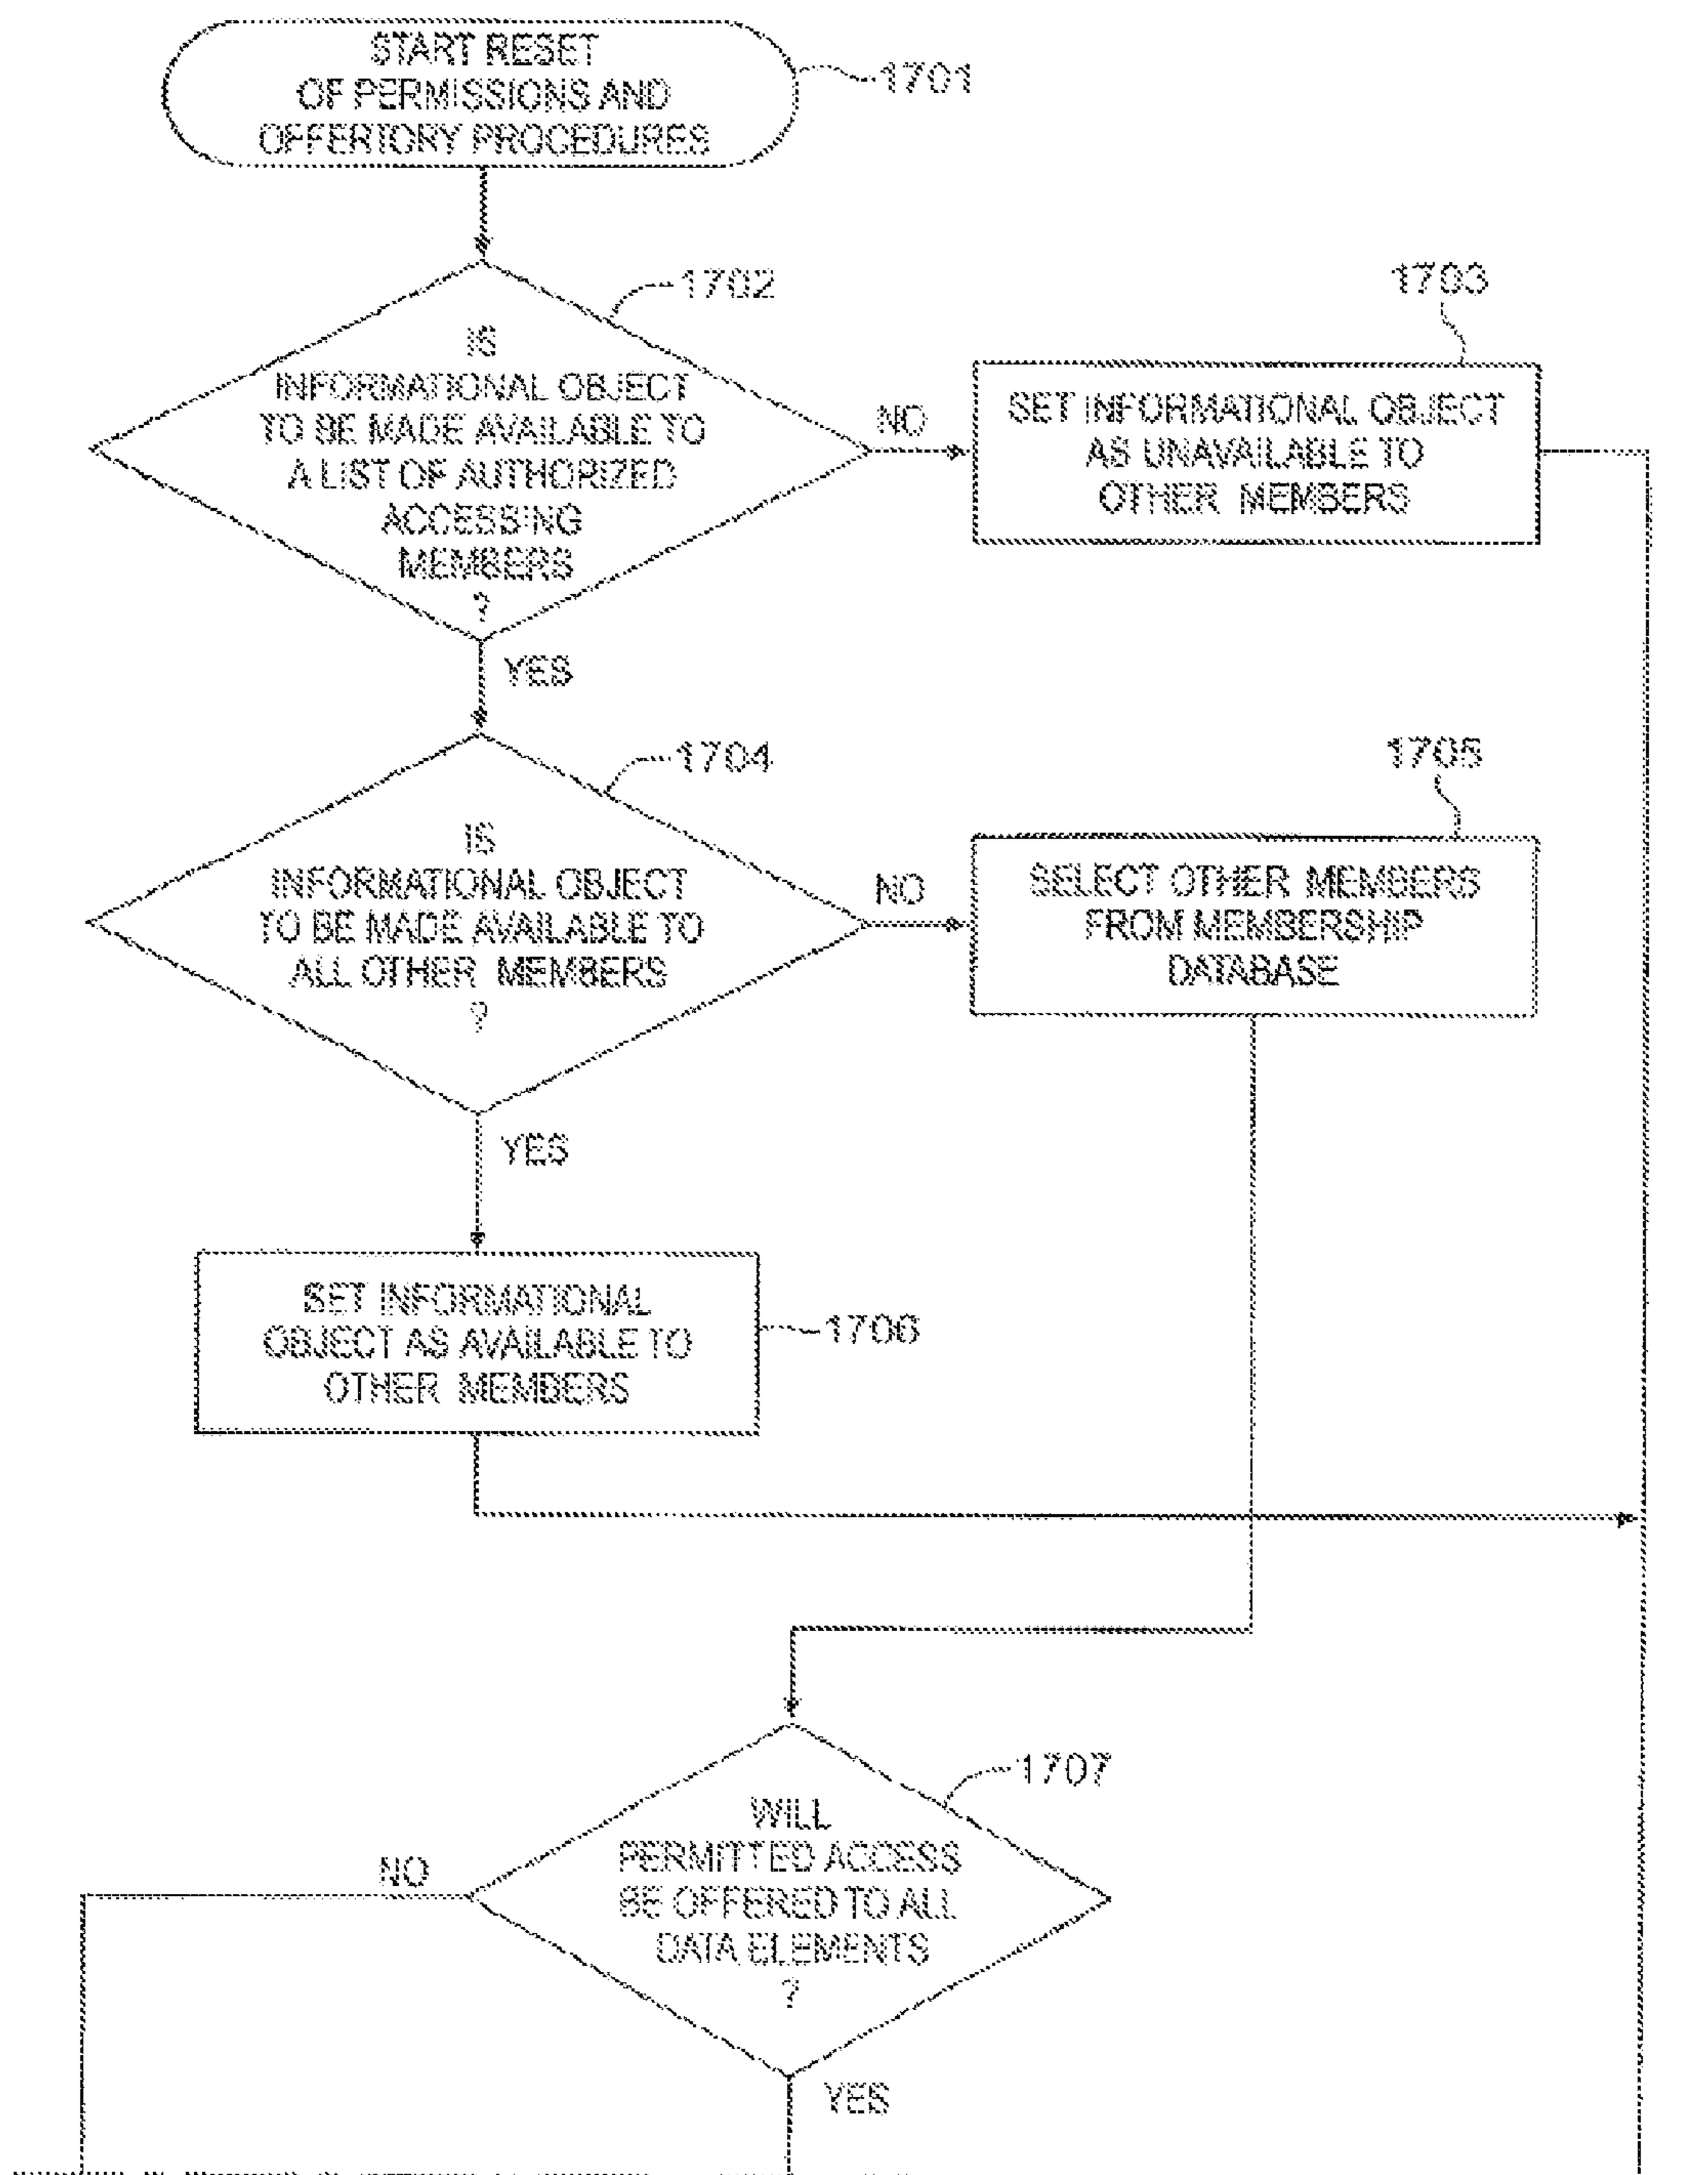 START RESET
OF PERMISSIONS AND
OFFERTORY PROCEDURES
1701
1702
IS
INFORMATIONAL OBJECT
TO BE MADE AVAILABLE TO
A LIST OF AUTHORIZED
ACCESSING
MEMBERS
?
NO
1703
SET INFORMATIONAL OBJECT
AS UNAVAILABLE TO
OTHER MEMBERS
YES
1704
IS
INFORMATIONAL OBJECT
TO BE MADE AVAILABLE TO
ALL OTHER MEMBERS
?
NO
1705
SELECT OTHER MEMBERS
FROM MEMBERSHIP
DATABASE
YES
SET INFORMATIONAL
OBJECT AS AVAILABLE TO
OTHER MEMBERS
1706
1707
WILL
PERMITTED ACCESS
BE OFFERED TO ALL
DATA ELEMENTS
?
NO
YES